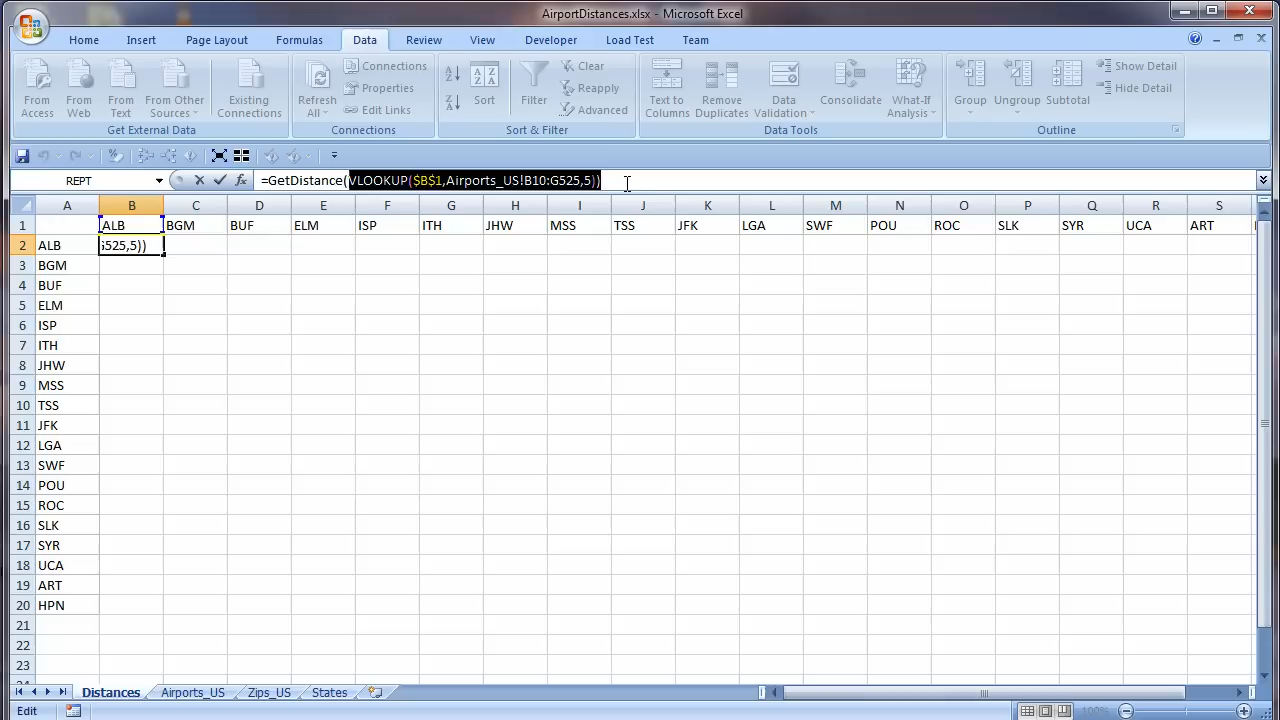 AirportDistances.xlsx - Microsoft Excel
Home Insert Page Layout Formulas Data Review View Developer Load Test Team
From Access
From Web
From Text
From Other Sources
Existing Connections
Get External Data
Refresh All
Connections
Properties
Edit Links
Connections
Sort
Filter
Clear
Reapply
Advanced
Sort & Filter
Text to Columns
Remove Duplicates
Data Validation
Consolidate
What-If Analysis
Data Tools
Group
Ungroup
Subtotal
Show Detail
Hide Detail
Outline
REPT =GetDistance(VLOOKUP($B$1,Airports_US!B10:G525,5))
A B C D E F G H I J K L M N O P Q R S
1 ALB BGM BUF ELM ISP ITH JHW MSS TSS JFK LGA SWF POU ROC SLK SYR UCA ART
2 ALB G525,5))
3 BGM
4 BUF
5 ELM
6 ISP
7 ITH
8 JHW
9 MSS
10 TSS
11 JFK
12 LGA
13 SWF
14 POU
15 ROC
16 SLK
17 SYR
18 UCA
19 ART
20 HPN
21
22
23
Distances Airports_US Zips_US States
Edit 100%